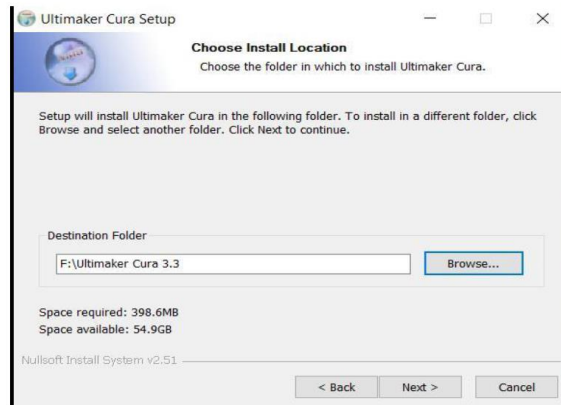 Ultimaker Cura Setup
Choose Install Location
Choose the folder in which to install Ultimaker Cura.
Setup will install Ultimaker Cura in the following folder. To install in a different folder, click
Browse and select another folder. Click Next to continue.
Destination Folder
F:\Ultimaker Cura 3.3
Browse...
Space required: 398.6MB
Space available: 54.9GB
Nullsoft Install System v2.51
< Back Next > Cancel